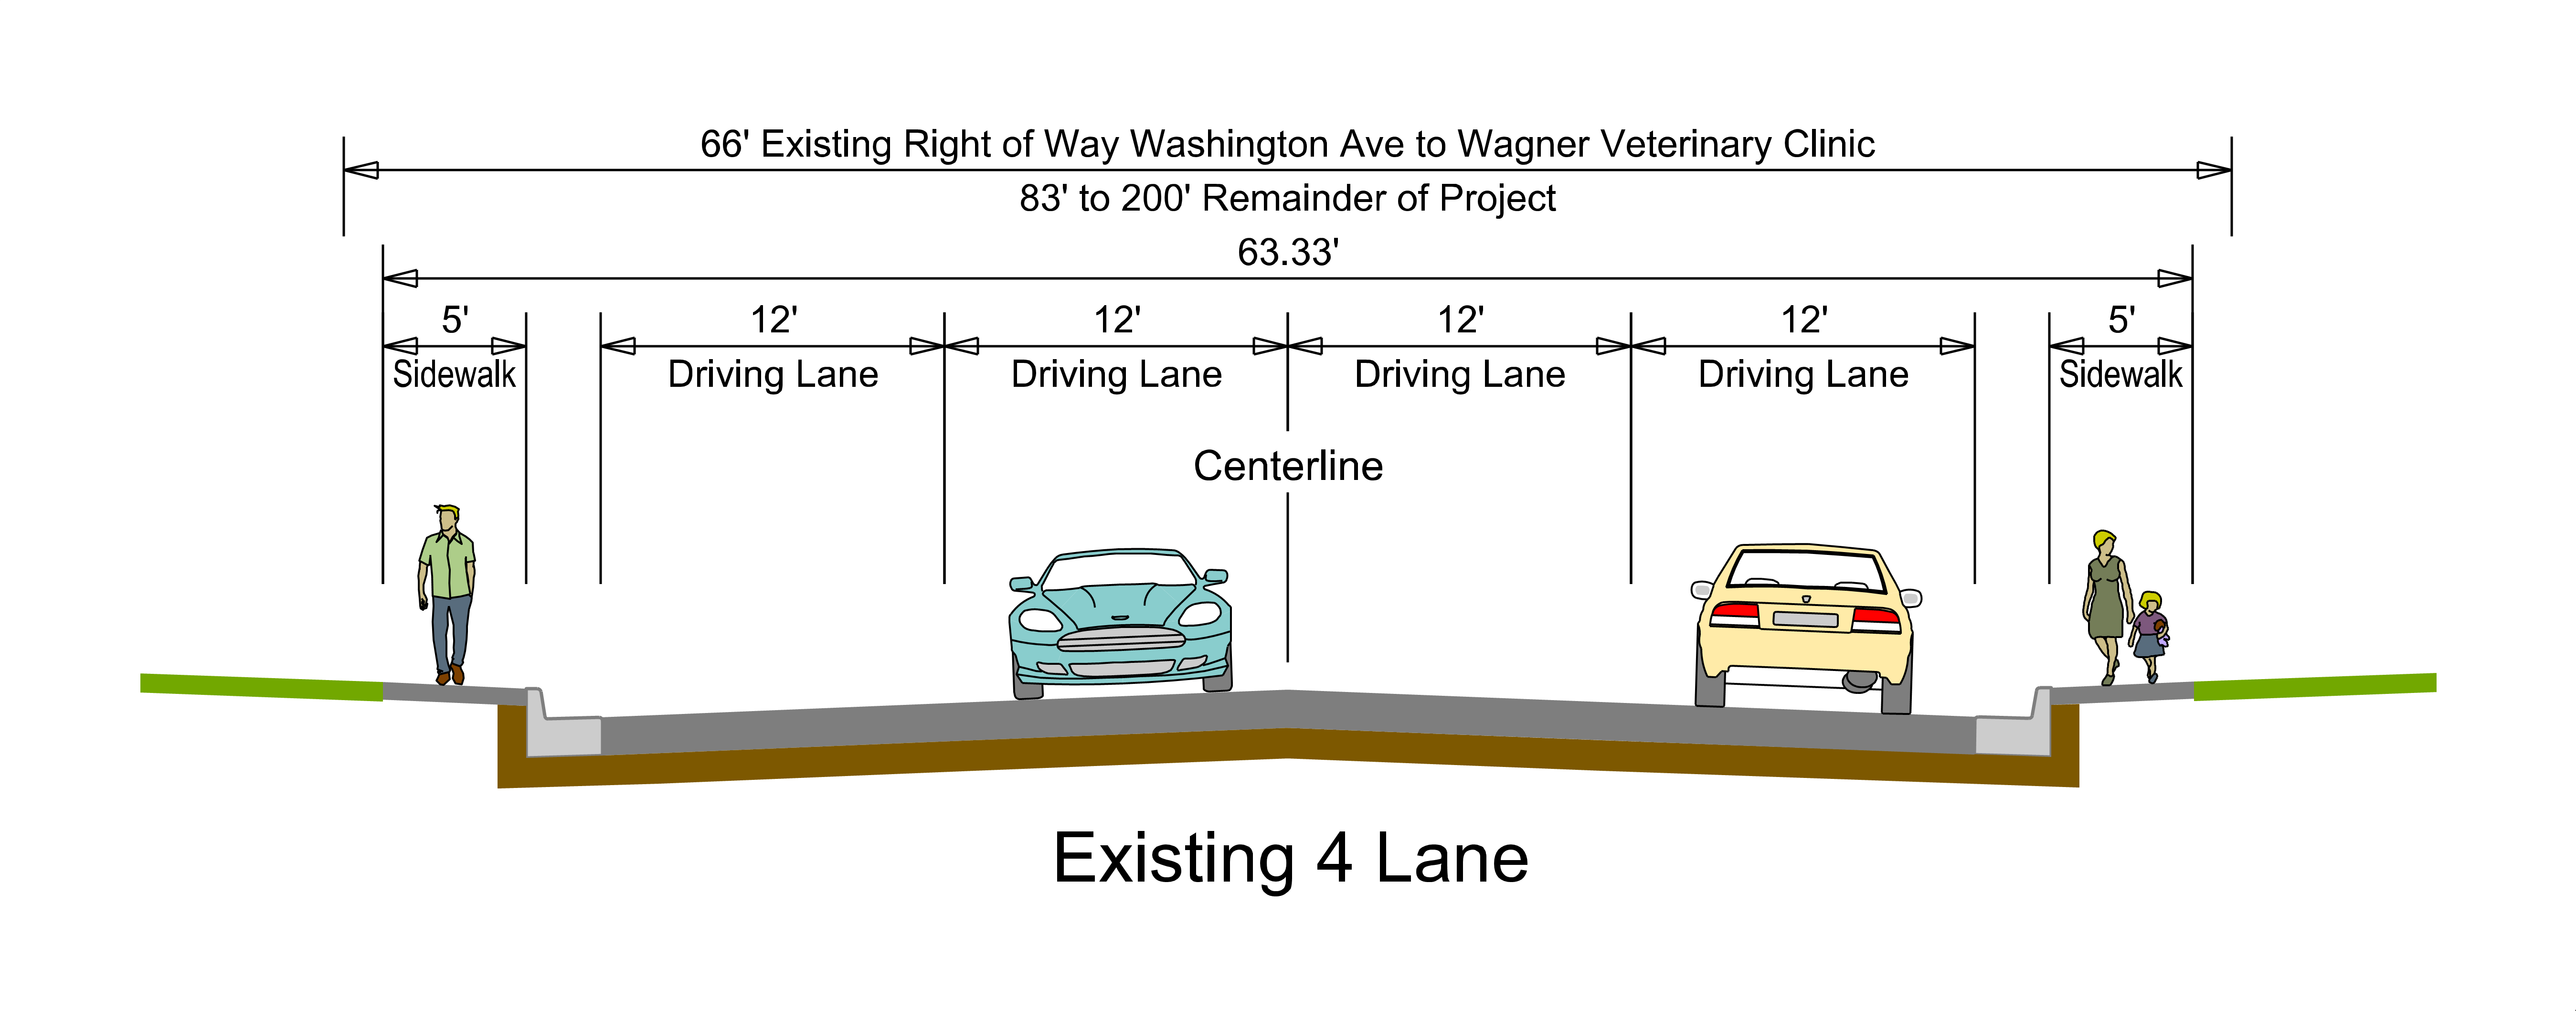 66' Existing Right of Way Washington Ave to Wagner Veterinary Clinic
83' to 200' Remainder of Project
63.33'
5' 12' 12' 12' 12' 5'
Sidewalk Driving Lane Driving Lane Driving Lane Driving Lane Sidewalk
Centerline
Existing 4 Lane